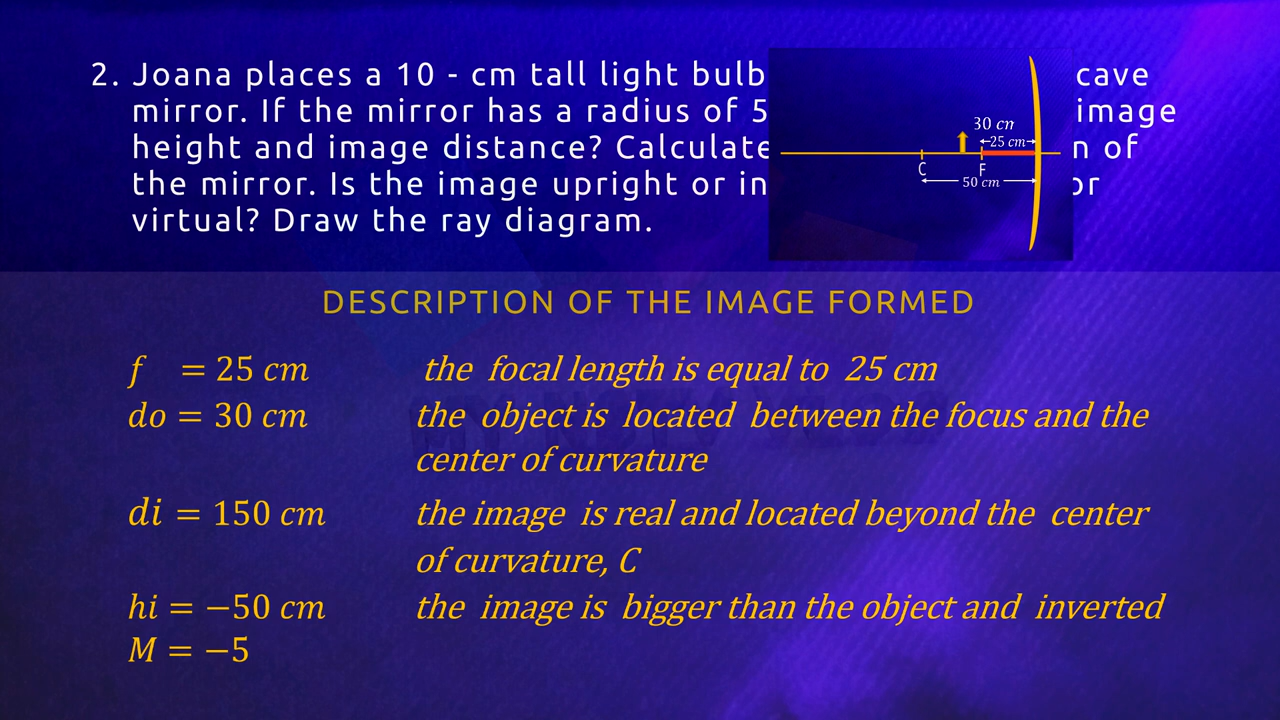 2. Joana places a 10 - cm tall light bulb cave
mirror. If the mirror has a radius of 5 image
height and image distance? Calculate n of
the mirror. Is the image upright or in or
virtual? Draw the ray diagram.
30 cm
25 cm
C F
50 cm
DESCRIPTION OF THE IMAGE FORMED
f = 25 cm the focal length is equal to 25 cm
do = 30 cm the object is located between the focus and the
center of curvature
di = 150 cm the image is real and located beyond the center
of curvature, C
hi = −50 cm the image is bigger than the object and inverted
M = −5